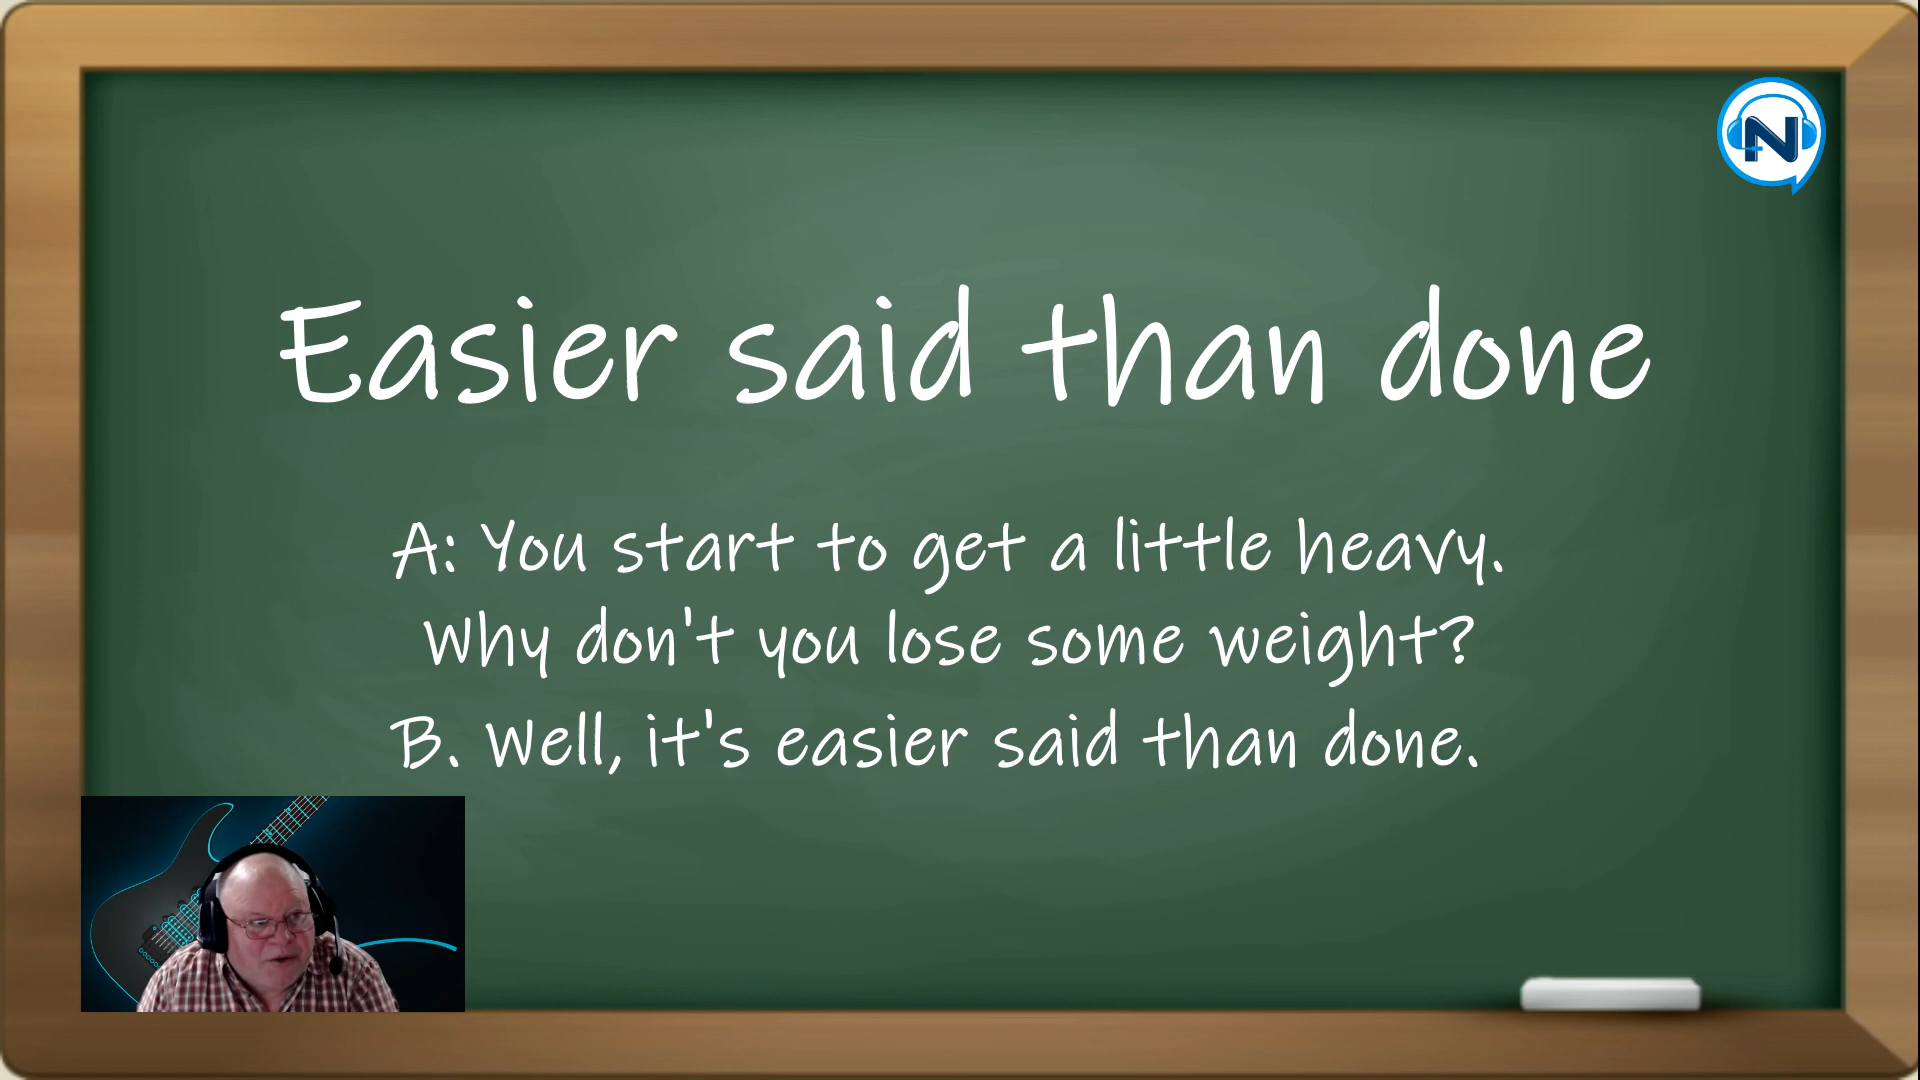 N
Easier said than done
A: You start to get a little heavy.
Why don't you lose some weight?
B. Well, it's easier said than done.